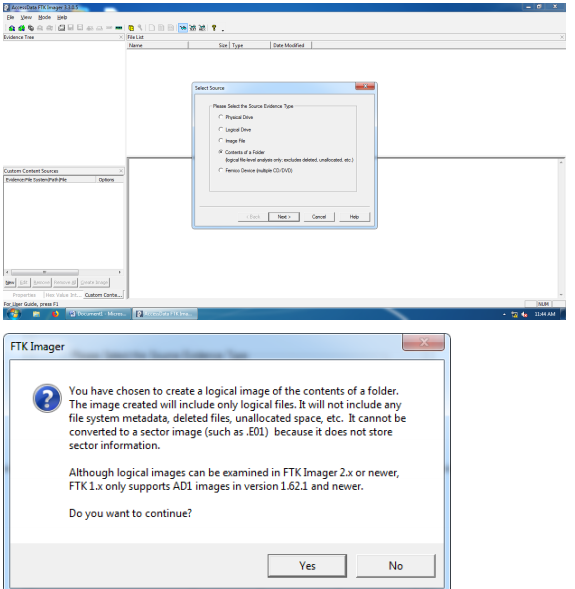 AccessData FTK Imager 3.1.0.1
File View Mode Help
Evidence Tree
File List
Name Size Type Date Modified
Select Source
Please Select the Source Evidence Type
Physical Drive
Logical Drive
Image File
Contents of a Folder
(logical file-level analysis only; excludes deleted, unallocated, etc.)
Fernico Device (multiple CD/DVD)
< Back Next > Cancel Help
Custom Content Sources
Evidence:File System|Path|File Options
New Edit Remove Remove All Create Image
Properties Hex Value Int... Custom Conte...
For User Guide, press F1
NUM
Document1 - Micros...
AccessData FTK Ima...
11:44 AM
FTK Imager
You have chosen to create a logical image of the contents of a folder.
The image created will include only logical files. It will not include any
file system metadata, deleted files, unallocated space, etc. It cannot be
converted to a sector image (such as .E01) because it does not store
sector information.
Although logical images can be examined in FTK Imager 2.x or newer,
FTK 1.x only supports AD1 images in version 1.62.1 and newer.
Do you want to continue?
Yes No